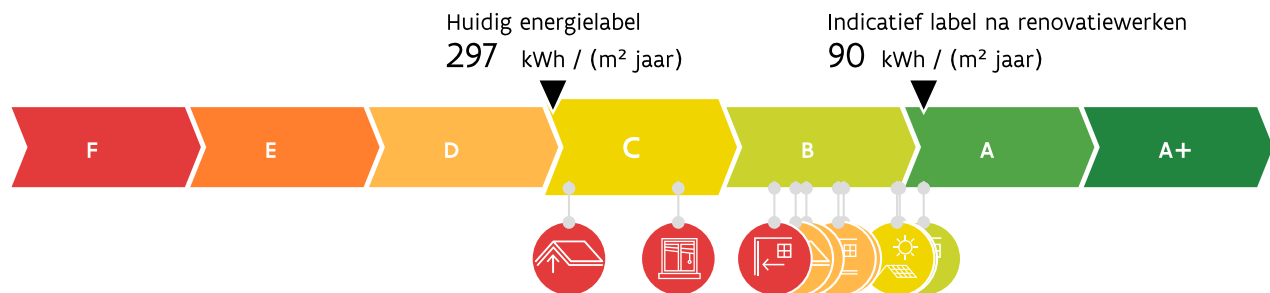 Huidig energielabel
297 kWh / (m² jaar)
Indicatief label na renovatiewerken
90 kWh / (m² jaar)
F E D C B A A+